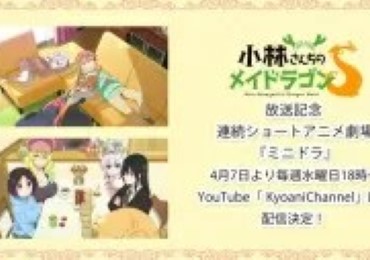 小林さんちの
メイドラゴンS
放送記念
連続ショートアニメ劇場
『ミニドラ』
4月7日より毎週水曜日18時
YouTube「KyoaniChannel」
配信決定！